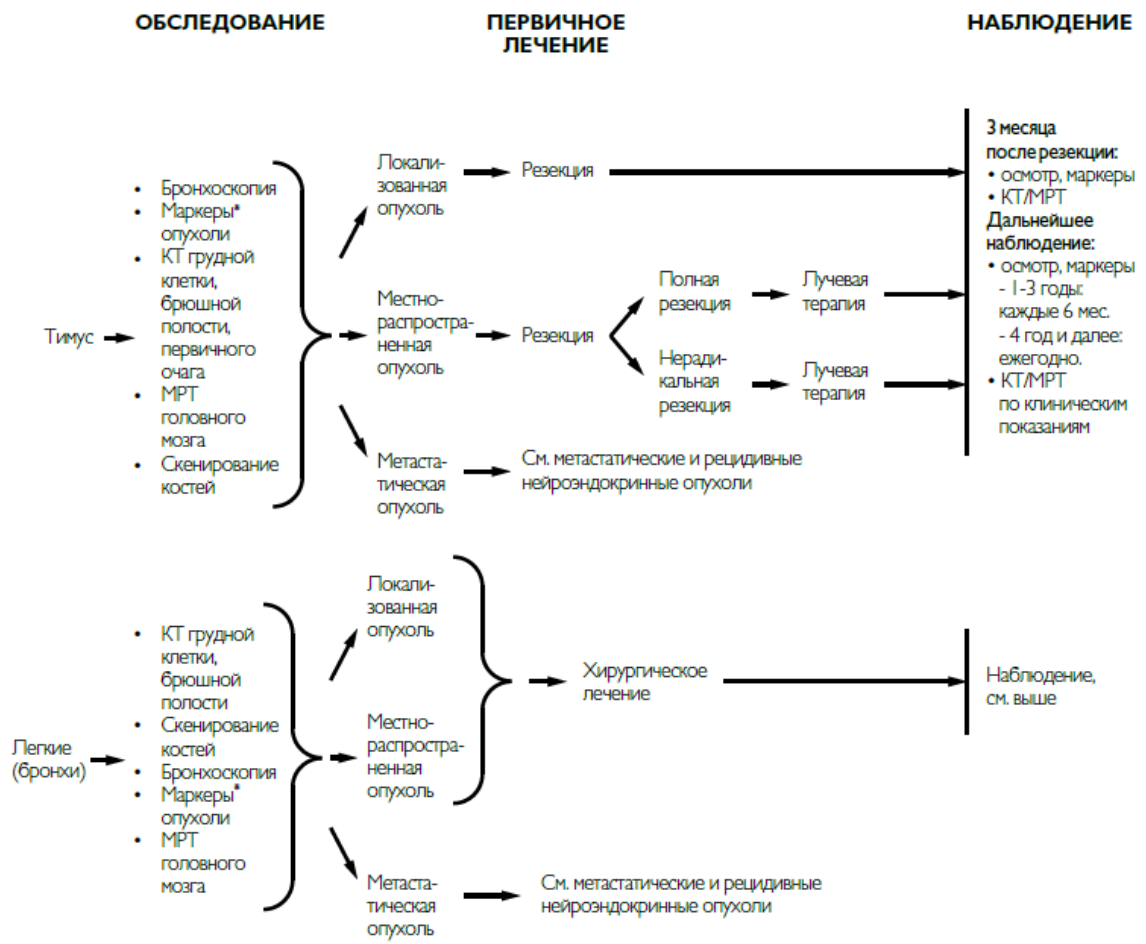 ОБСЛЕДОВАНИЕ
ПЕРВИЧНОЕ
ЛЕЧЕНИЕ
НАБЛЮДЕНИЕ
Тимус
• Бронхоскопия
• Маркеры*
опухоли
• КТ грудной
клетки,
брюшной
полости,
первичного
очага
• МРТ
головного
мозга
• Скенирование
костей
Локали-
зованная
опухоль
Резекция
Местно-
распростра-
ненная
опухоль
Резекция
Полная
резекция
Лучевая
терапия
Неради-
кальная
резекция
Лучевая
терапия
Метаста-
тическая
опухоль
См. метастатические и рецидивные
нейроэндокринные опухоли
3 месяца
после резекции:
• осмотр, маркеры
• КТ/МРТ
Дальнейшее
наблюдение:
• осмотр, маркеры
- 1-3 годы:
каждые 6 мес.
- 4 год и далее:
ежегодно.
• КТ/МРТ
по клиническим
показаниям
Легкие
(бронхи)
• КТ грудной
клетки,
брюшной
полости
• Скенирование
костей
• Бронхоскопия
• Маркеры*
опухоли
• МРТ
головного
мозга
Локали-
зованная
опухоль
Местно-
распростра-
ненная
опухоль
Хирургическое
лечение
Наблюдение,
см. выше
Метаста-
тическая
опухоль
См. метастатические и рецидивные
нейроэндокринные опухоли